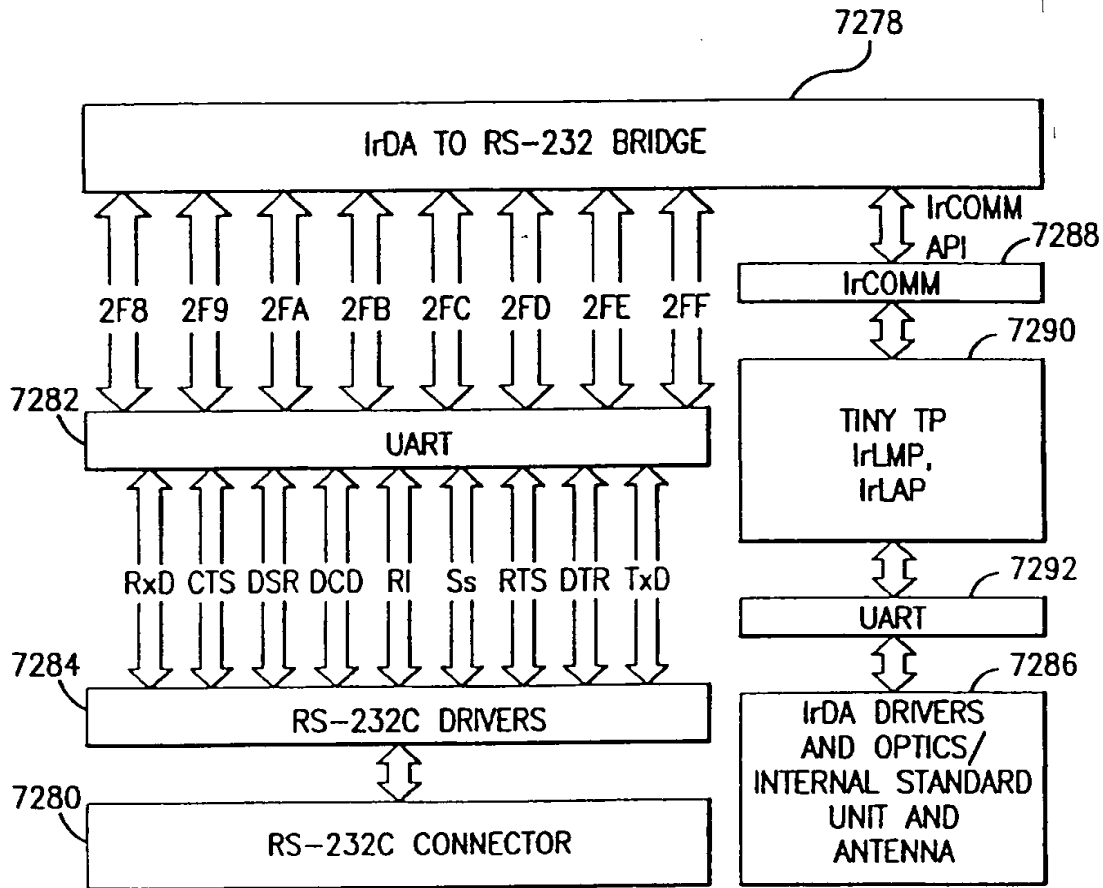 7278
IrDA TO RS-232 BRIDGE
IrCOMM
API
7288
IrCOMM
2F8 2F9 2FA 2FB 2FC 2FD 2FE 2FF
7290
TINY TP
IrLMP,
IrLAP
7282
UART
RxD CTS DSR DCD RI Ss RTS DTR TxD
7292
UART
7284
RS-232C DRIVERS
7286
IrDA DRIVERS
AND OPTICS/
INTERNAL STANDARD
UNIT AND
ANTENNA
7280
RS-232C CONNECTOR